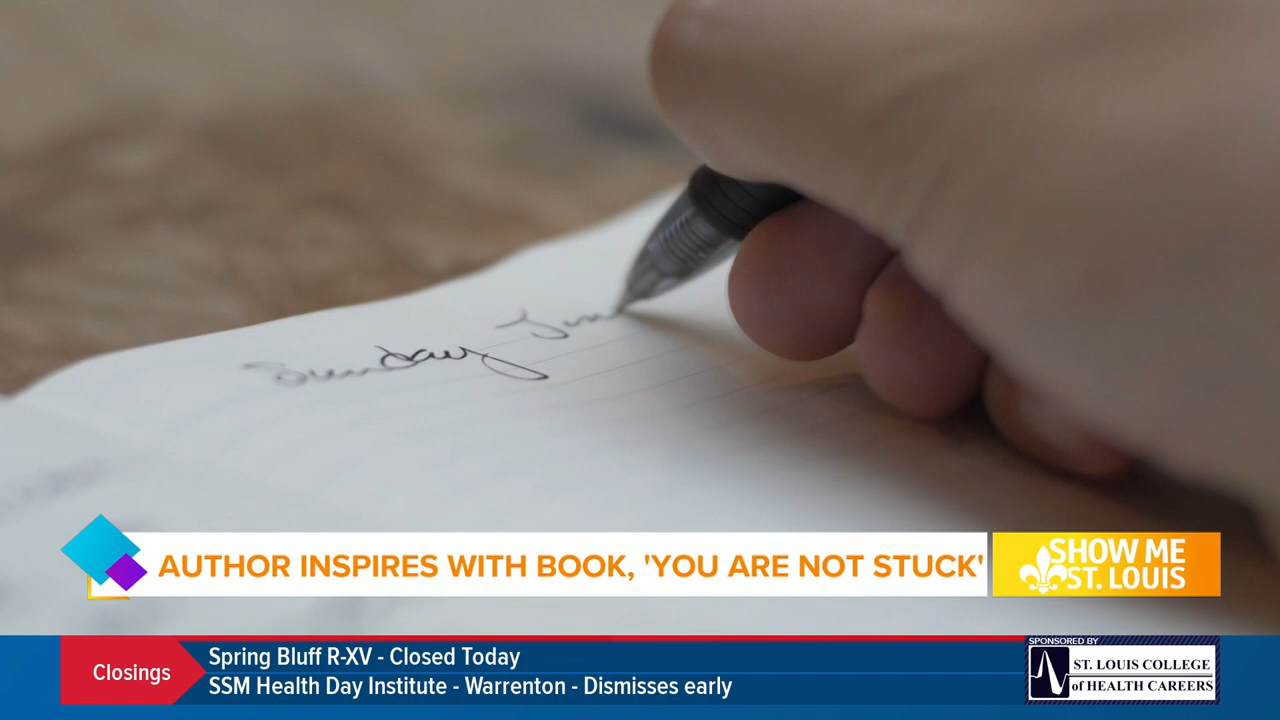 Sunday
AUTHOR INSPIRES WITH BOOK, 'YOU ARE NOT STUCK'
SHOW ME
ST. LOUIS
Closings
Spring Bluff R-XV - Closed Today
SSM Health Day Institute - Warrenton - Dismisses early
SPONSORED BY
ST. LOUIS COLLEGE
of HEALTH CAREERS